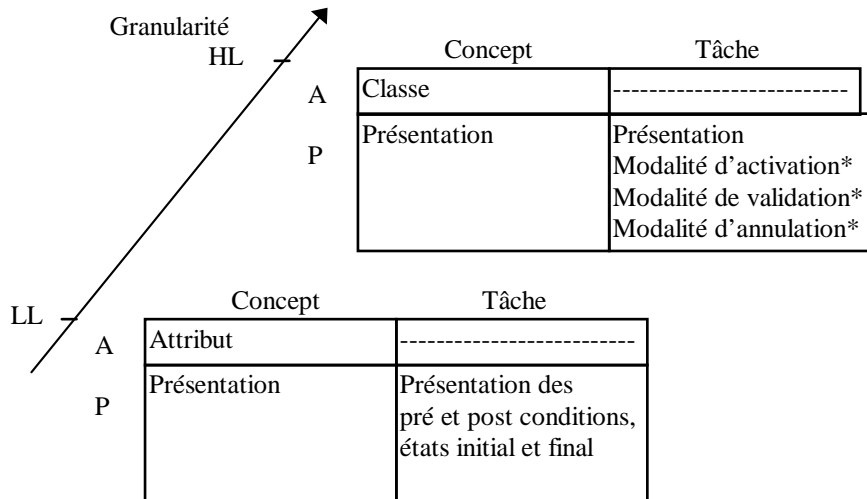 Granularité
HL
Concept Tâche
A Classe --------------------------
P Présentation Présentation
Modalité d’activation*
Modalité de validation*
Modalité d’annulation*
LL
Concept Tâche
A Attribut --------------------------
P Présentation Présentation des
pré et post conditions,
états initial et final